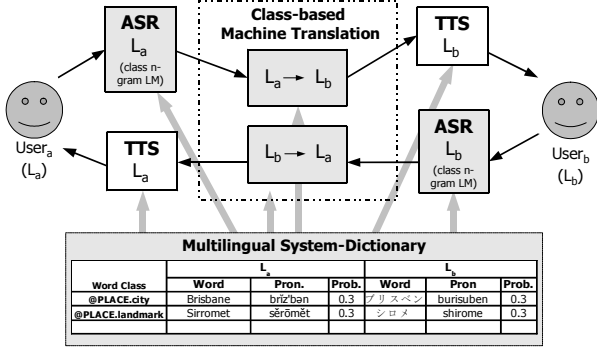 Class-based
Machine Translation
ASR
La
(class n-
gram LM)
La → Lb
TTS
Lb
Usera
(La)
TTS
La
Lb → La
ASR
Lb
(class n-
gram LM)
Userb
(Lb)
Multilingual System-Dictionary
La Lb
Word Class Word Pron. Prob. Word Pron Prob.
@PLACE.city Brisbane brĭz'bən 0.3 ブリスベン burisuben 0.3
@PLACE.landmark Sirromet sĕrōmĕt 0.3 シロメ shirome 0.3